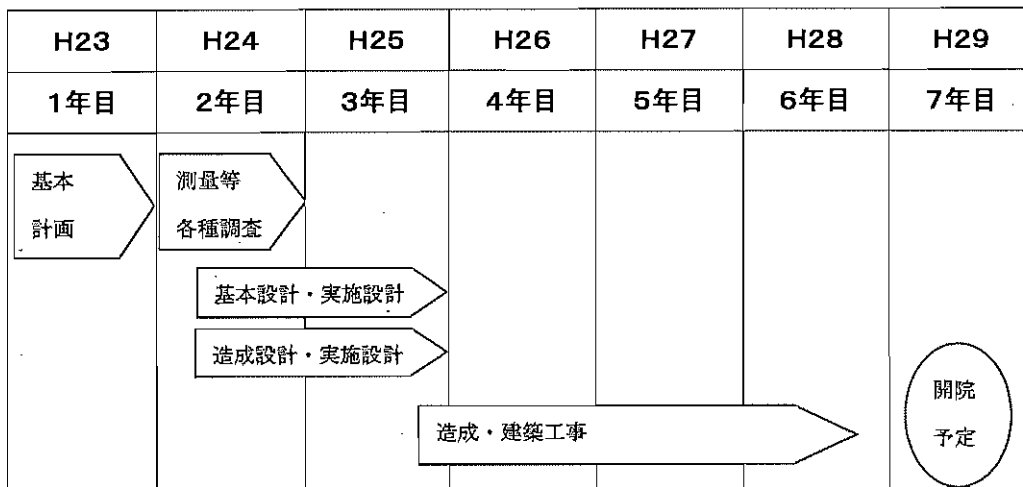 H23 H24 H25 H26 H27 H28 H29
1年目 2年目 3年目 4年目 5年目 6年目 7年目
基本
計画
測量等
各種調査
基本設計・実施設計
造成設計・実施設計
造成・建築工事
開院
予定